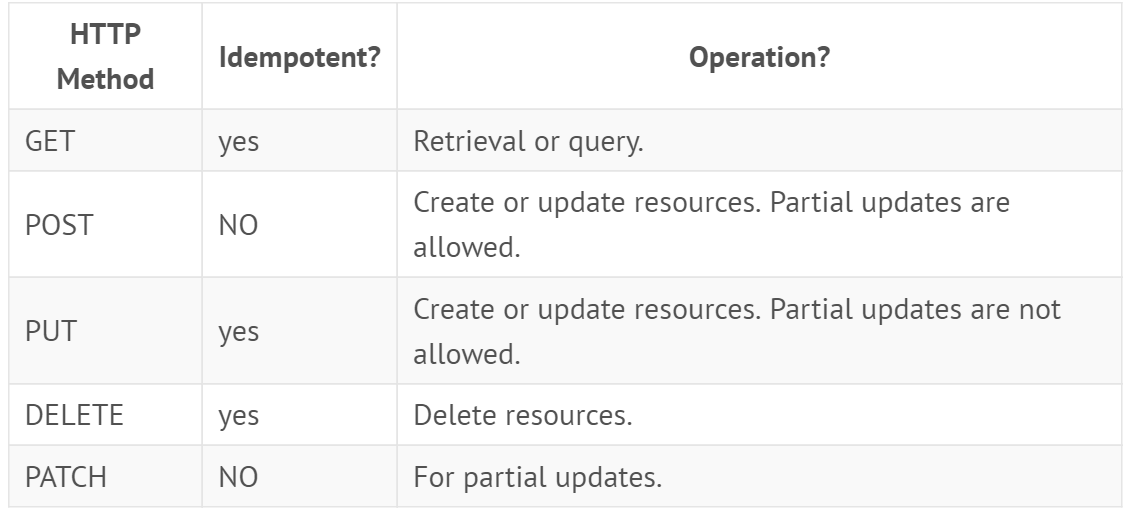 HTTP
Method
Idempotent?
Operation?
GET
yes
Retrieval or query.
POST
NO
Create or update resources. Partial updates are
allowed.
PUT
yes
Create or update resources. Partial updates are not
allowed.
DELETE
yes
Delete resources.
PATCH
NO
For partial updates.